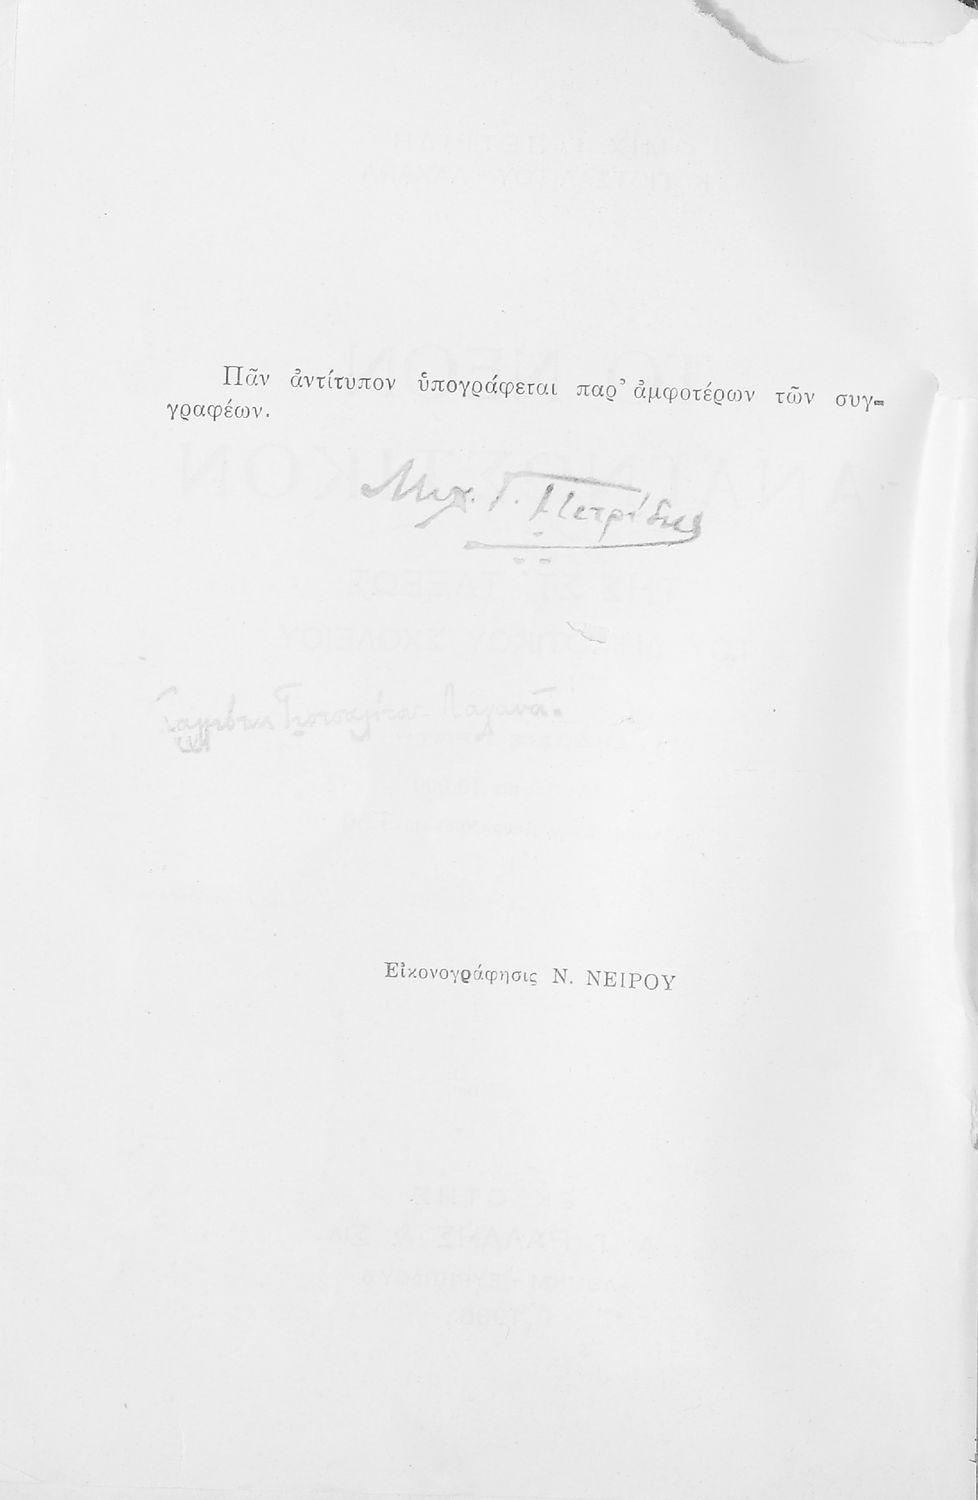 Πᾶν ἀντίτυπον ὑπογράφεται παρ’ ἀμφοτέρων τῶν συγ-
γραφέων.
Μιχ. Γ. Πετρίδης
Εἰκονογράφησις Ν. ΝΕΙΡΟΥ